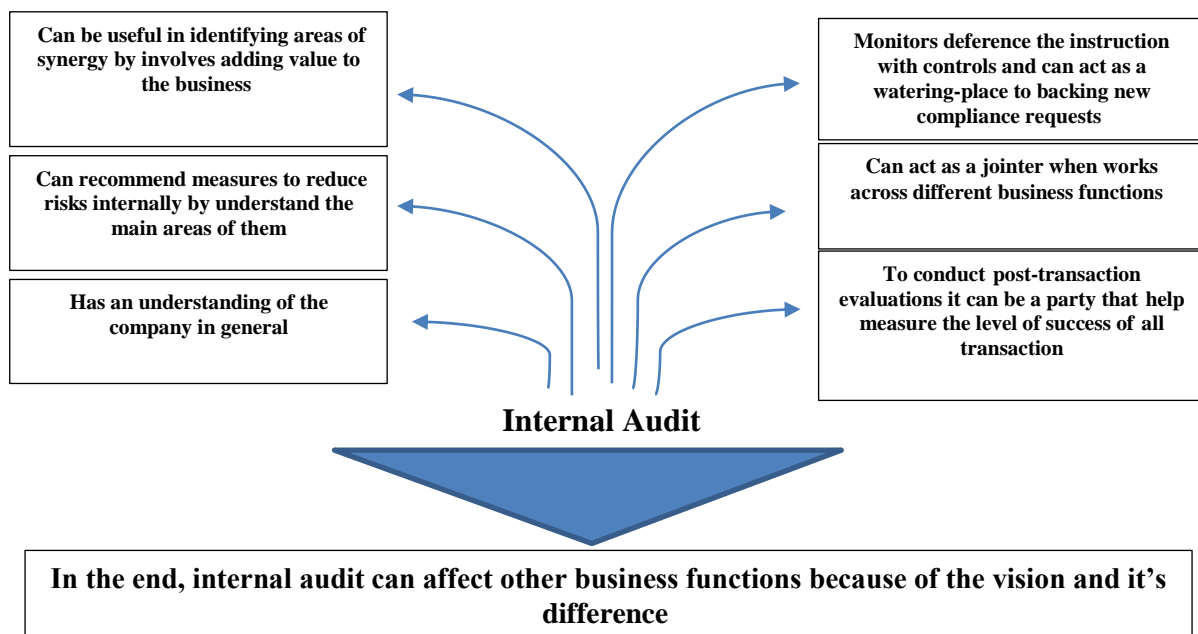 Can be useful in identifying areas of
synergy by involves adding value to
the business
Can recommend measures to reduce
risks internally by understand the
main areas of them
Has an understanding of the
company in general
Monitors deference the instruction
with controls and can act as a
watering-place to backing new
compliance requests
Can act as a jointer when works
across different business functions
To conduct post-transaction
evaluations it can be a party that help
measure the level of success of all
transaction
Internal Audit
In the end, internal audit can affect other business functions because of the vision and it’s
difference